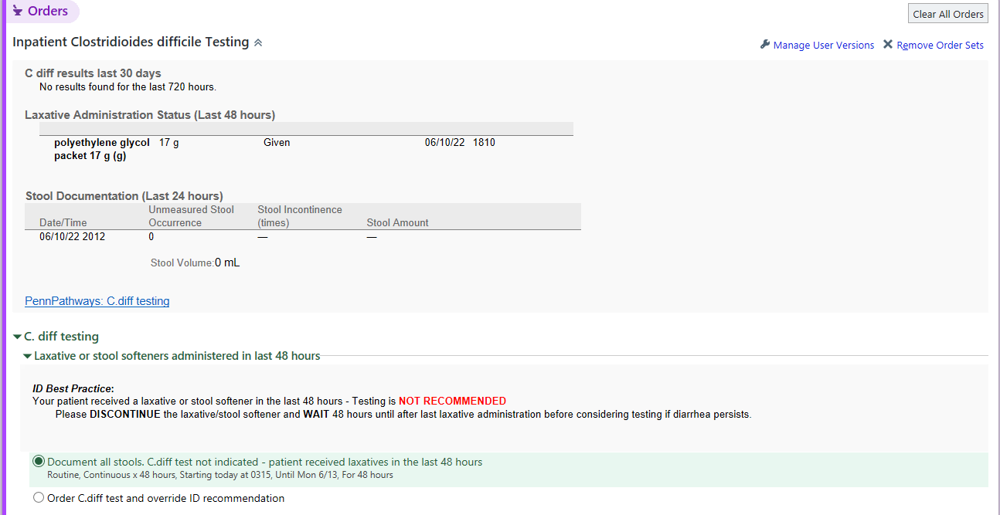 Orders
Clear All Orders
Inpatient Clostridioides difficile Testing
Manage User Versions
Remove Order Sets
C diff results last 30 days
No results found for the last 720 hours.
Laxative Administration Status (Last 48 hours)
polyethylene glycol 17 g Given 06/10/22 1810
packet 17 g (g)
Stool Documentation (Last 24 hours)
Unmeasured Stool Stool Incontinence
Date/Time Occurrence (times) Stool Amount
06/10/22 2012 0 — —
Stool Volume:0 mL
PennPathways: C.diff testing
C. diff testing
Laxative or stool softeners administered in last 48 hours
ID Best Practice:
Your patient received a laxative or stool softener in the last 48 hours - Testing is NOT RECOMMENDED
Please DISCONTINUE the laxative/stool softener and WAIT 48 hours until after last laxative administration before considering testing if diarrhea persists.
Document all stools. C.diff test not indicated - patient received laxatives in the last 48 hours
Routine, Continuous x 48 hours, Starting today at 0315, Until Mon 6/13, For 48 hours
Order C.diff test and override ID recommendation